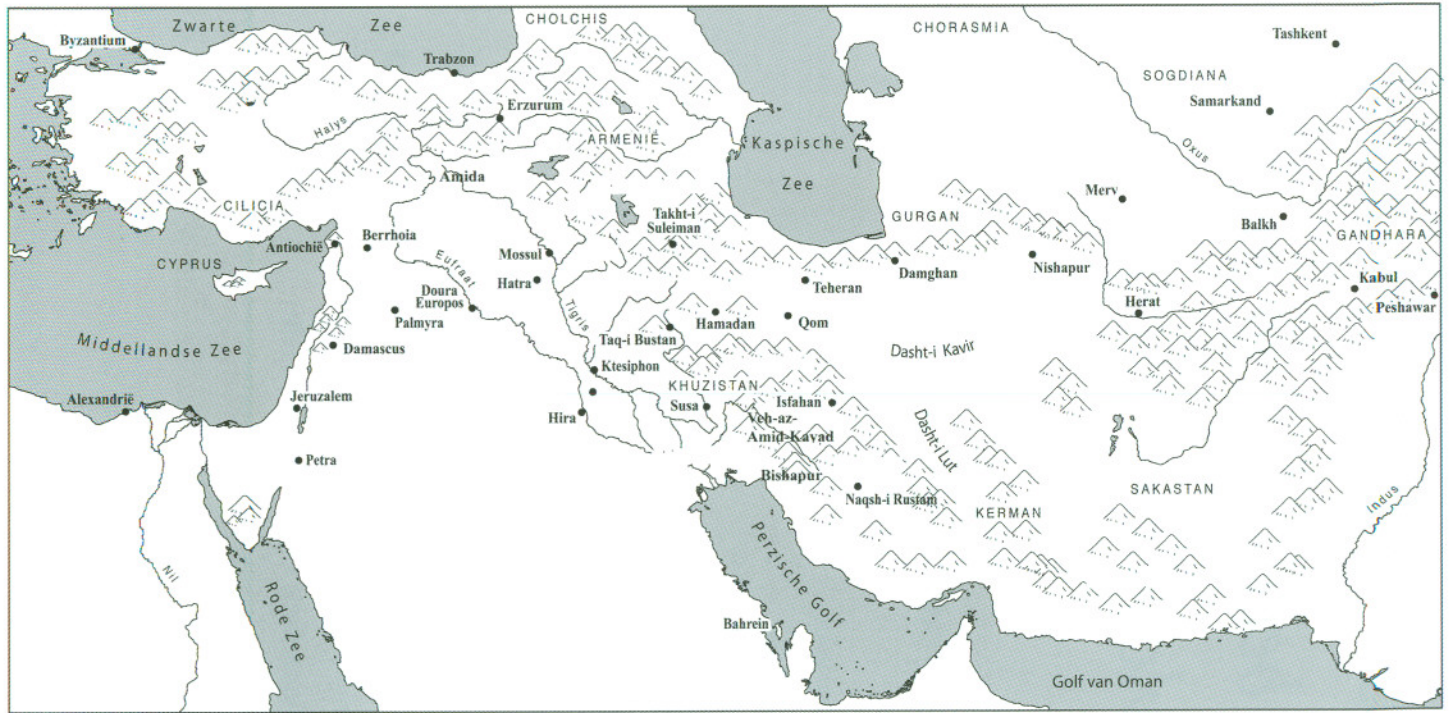 Zwarte Zee
CHOLCHIS
CHORASMIA
Tashkent
Byzantium
Trabzon
SOGDIANA
Samarkand
Erzurum
Halys
ARMENIË
Kaspische
Zee
Oxus
Amida
Merv
CILICIA
Takht-i
Suleiman
GURGAN
Balkh
GANDHARA
Antiochië
Berrhoia
Mossul
CYPRUS
Eufraat
Hatra
Teheran
Damghan
Nishapur
Kabul
Peshawar
Doura
Europos
Palmyra
Tigris
Hamadan
Qom
Herat
Taq-i Bustan
Middellandse Zee
Damascus
Dasht-i Kavir
Ktesiphon
KHUZISTAN
Alexandrië
Jeruzalem
Hira
Susa
Isfahan
Veh-az-
Amid-Kavad
Dasht-i Lut
Petra
Bishapur
Naqsh-i Rustam
SAKASTAN
KERMAN
Indus
Nil
Rode Zee
Perzische Golf
Bahrein
Golf van Oman